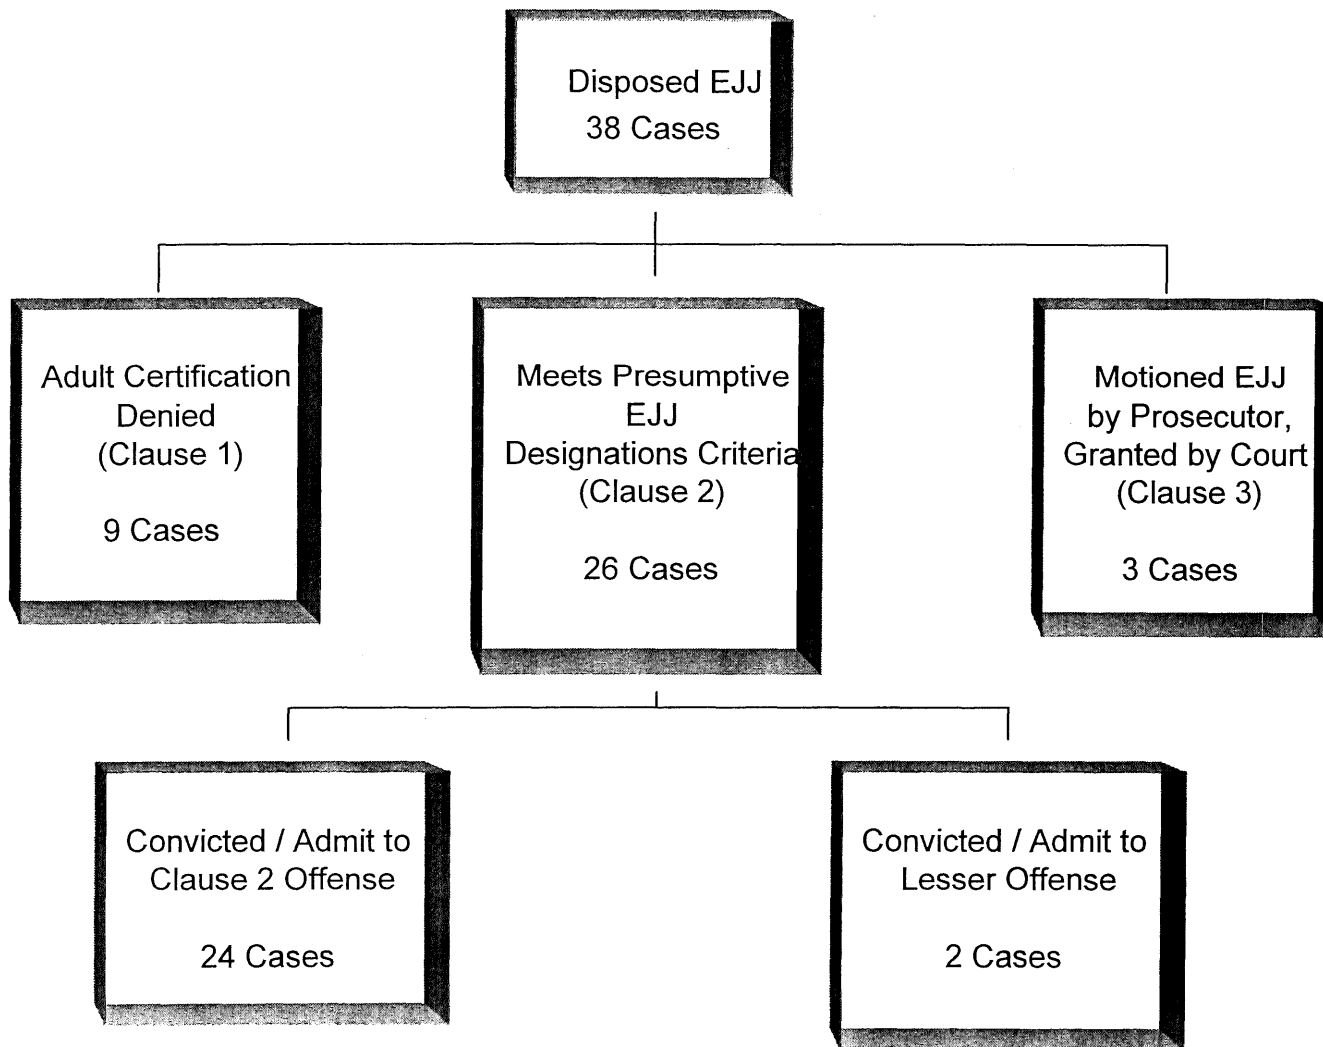 Disposed EJJ
38 Cases
Adult Certification
Denied
(Clause 1)
9 Cases
Meets Presumptive
EJJ
Designations Criteria
(Clause 2)
26 Cases
Motioned EJJ
by Prosecutor,
Granted by Court
(Clause 3)
3 Cases
Convicted / Admit to
Clause 2 Offense
24 Cases
Convicted / Admit to
Lesser Offense
2 Cases